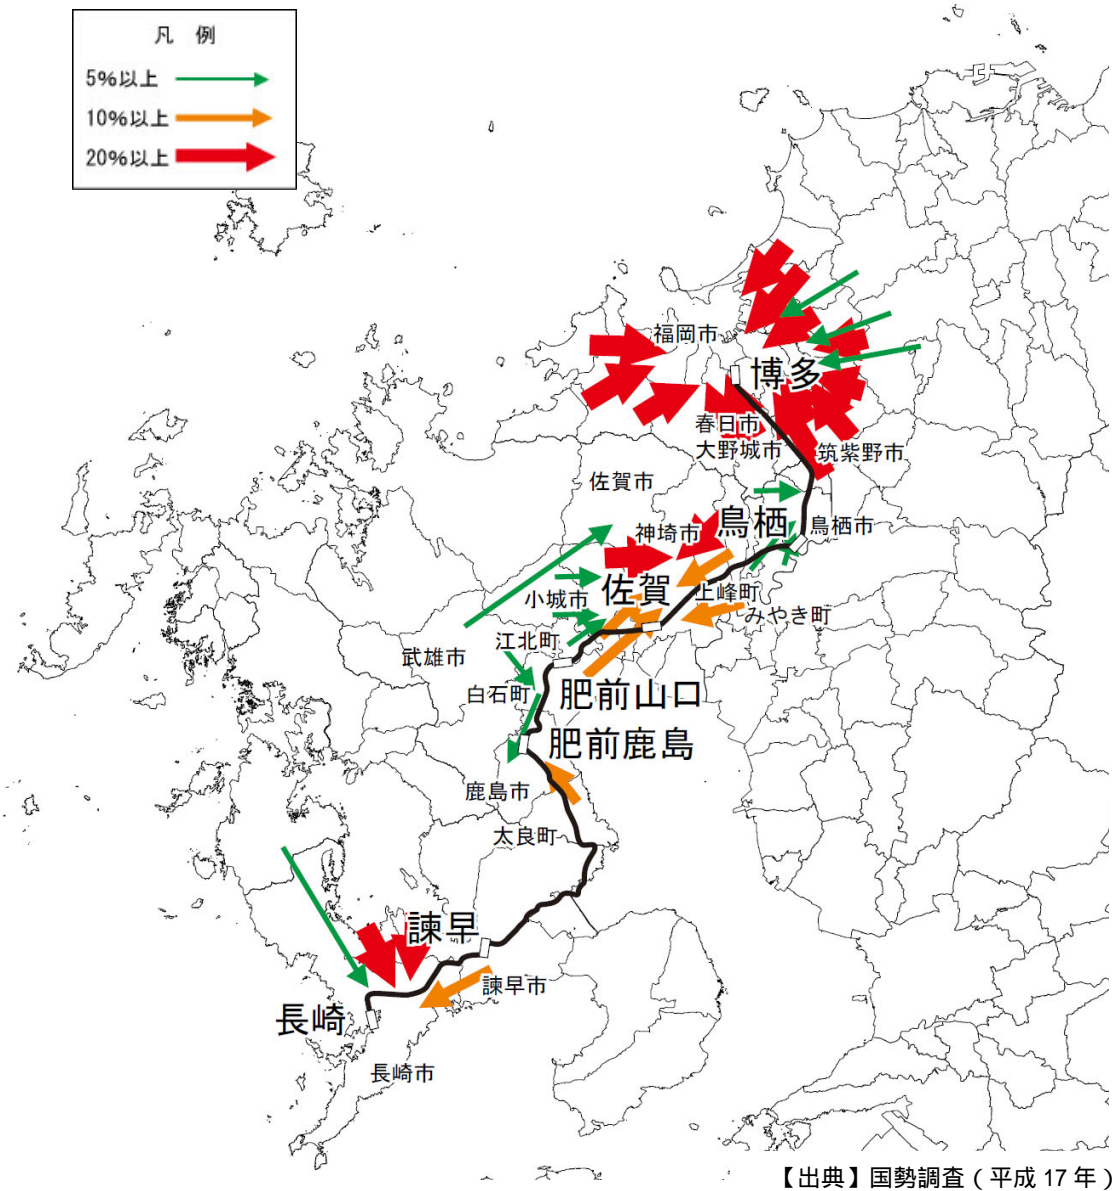 凡 例
5%以上
10%以上
20%以上
福岡市
博多
春日市
大野城市
筑紫野市
佐賀市
鳥栖
鳥栖市
神埼市
佐賀
上峰町
小城市
みやき町
江北町
武雄市
白石町
肥前山口
肥前鹿島
鹿島市
太良町
諫早
諫早市
長崎
長崎市
【出典】国勢調査（平成 17 年）